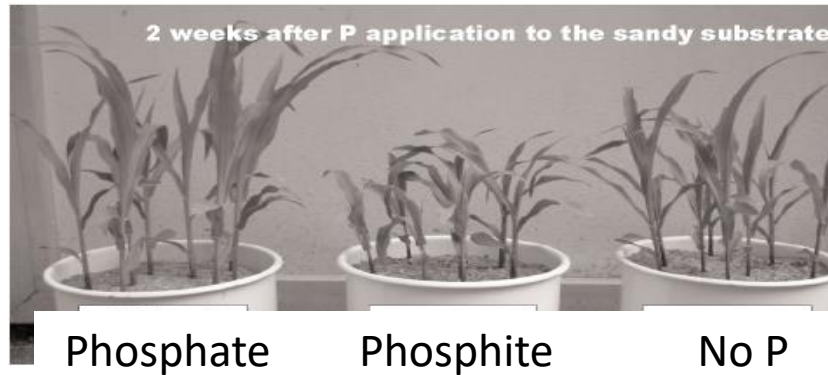 2 weeks after P application to the sandy substrate
Phosphate Phosphite No P